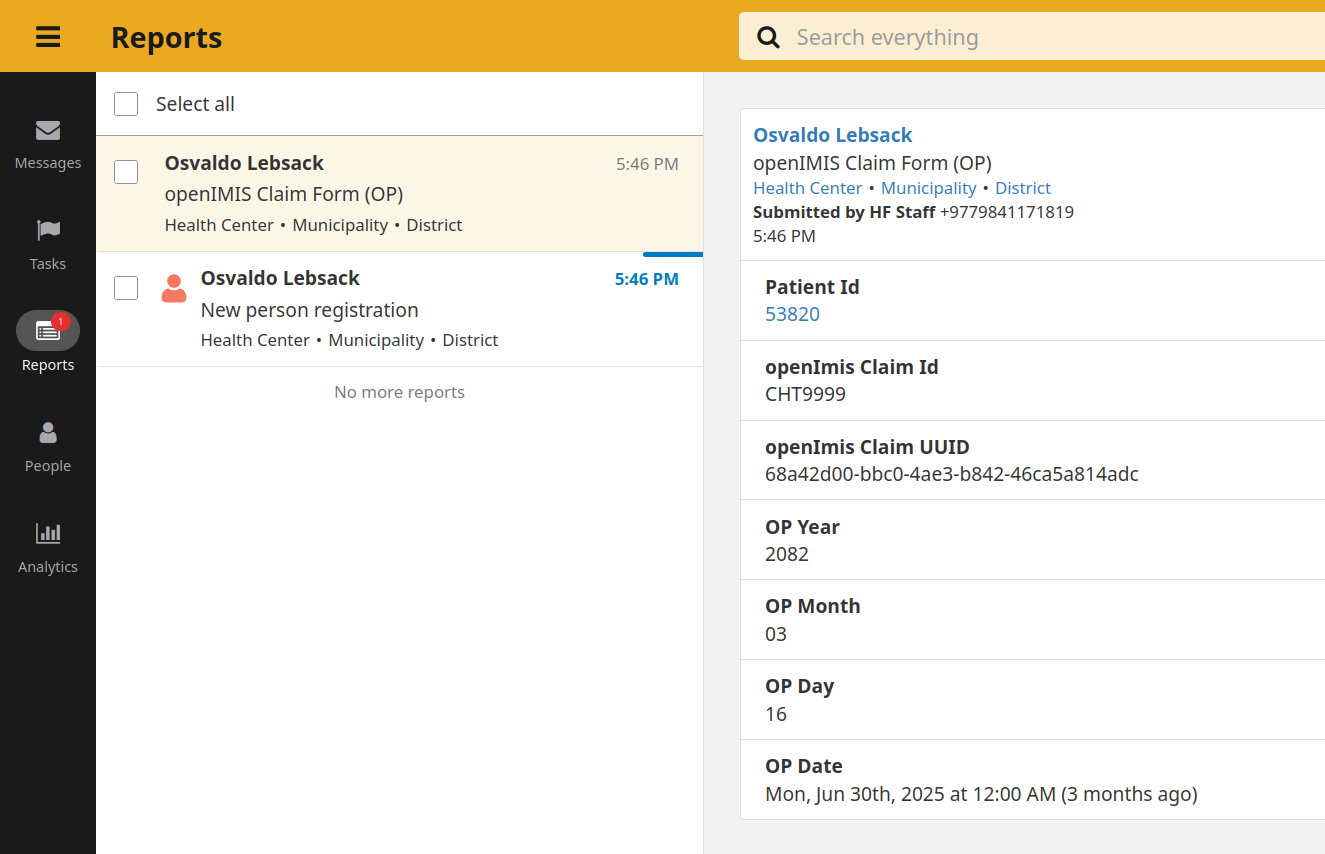 Reports
Search everything
Messages
Tasks
1
Reports
People
Analytics
Select all
Osvaldo Lebsack 5:46 PM
openIMIS Claim Form (OP)
Health Center • Municipality • District
Osvaldo Lebsack 5:46 PM
New person registration
Health Center • Municipality • District
No more reports
Osvaldo Lebsack
openIMIS Claim Form (OP)
Health Center • Municipality • District
Submitted by HF Staff +9779841171819
5:46 PM
Patient Id
53820
openImis Claim Id
CHT9999
openImis Claim UUID
68a42d00-bbc0-4ae3-b842-46ca5a814adc
OP Year
2082
OP Month
03
OP Day
16
OP Date
Mon, Jun 30th, 2025 at 12:00 AM (3 months ago)